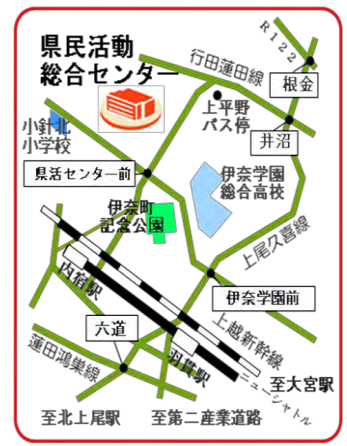 県民活動
総合センター
行田蓮田線
R122
根金
上平野
バス停
井沼
小針北
小学校
県活センター前
伊奈学園
総合高校
伊奈町
記念公園
上尾久喜線
内宿駅
伊奈学園前
六道
上越新幹線
羽貫駅
蓮田鴻巣線
ニューシャトル
至大宮駅
至北上尾駅
至第二産業道路